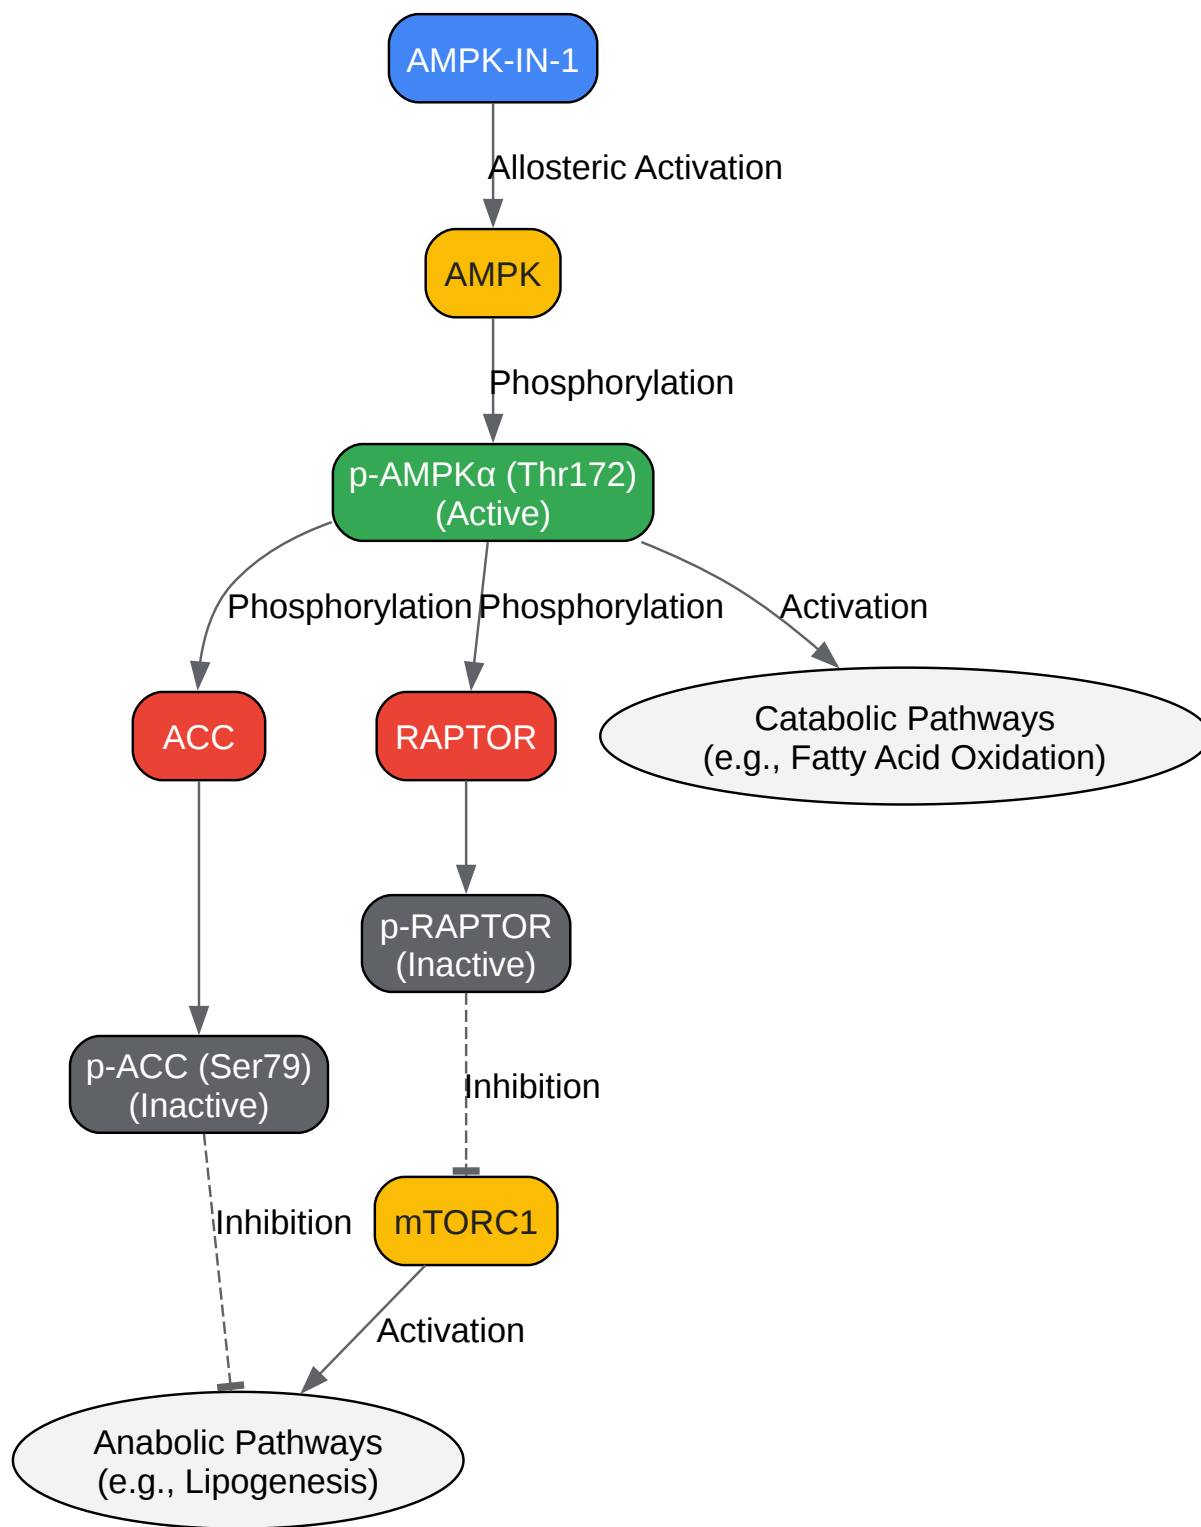 AMPK-IN-1
Allosteric Activation
AMPK
Phosphorylation
p-AMPKα (Thr172)
(Active)
Phosphorylation
Phosphorylation
Activation
ACC
RAPTOR
Catabolic Pathways
(e.g., Fatty Acid Oxidation)
p-RAPTOR
(Inactive)
p-ACC (Ser79)
(Inactive)
Inhibition
Inhibition
mTORC1
Activation
Anabolic Pathways
(e.g., Lipogenesis)